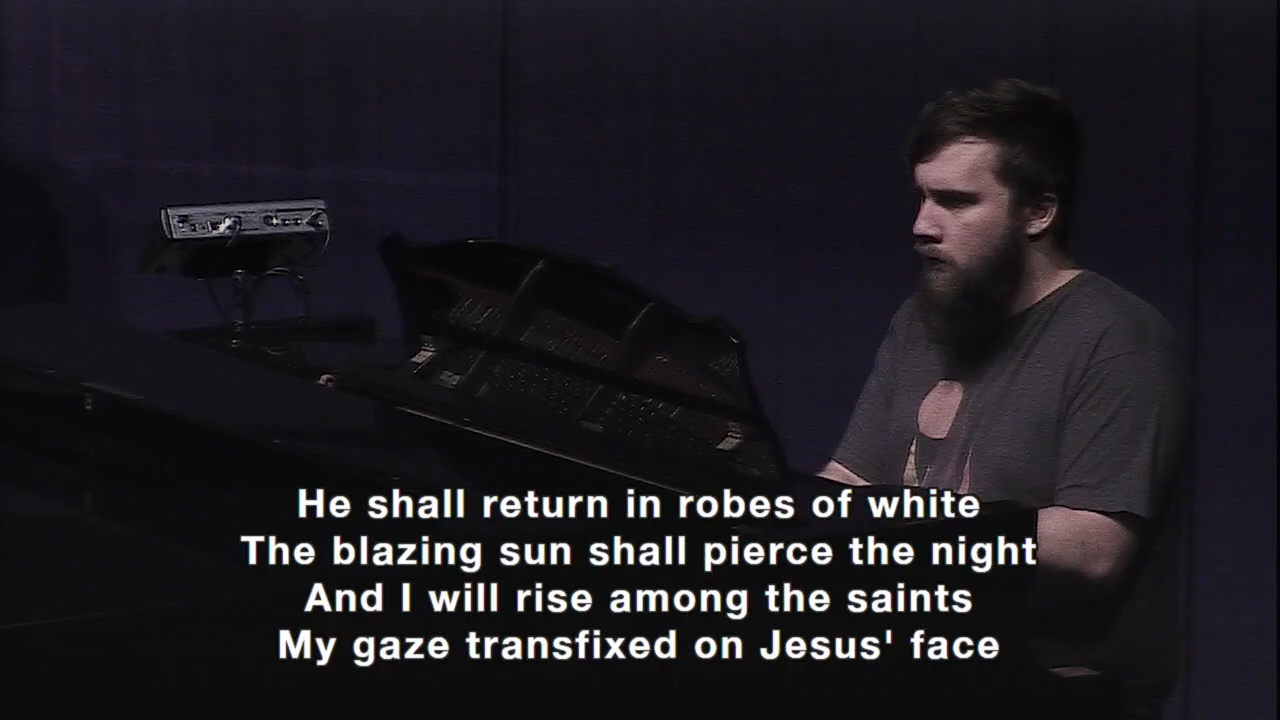 He shall return in robes of white
The blazing sun shall pierce the night
And I will rise among the saints
My gaze transfixed on Jesus' face